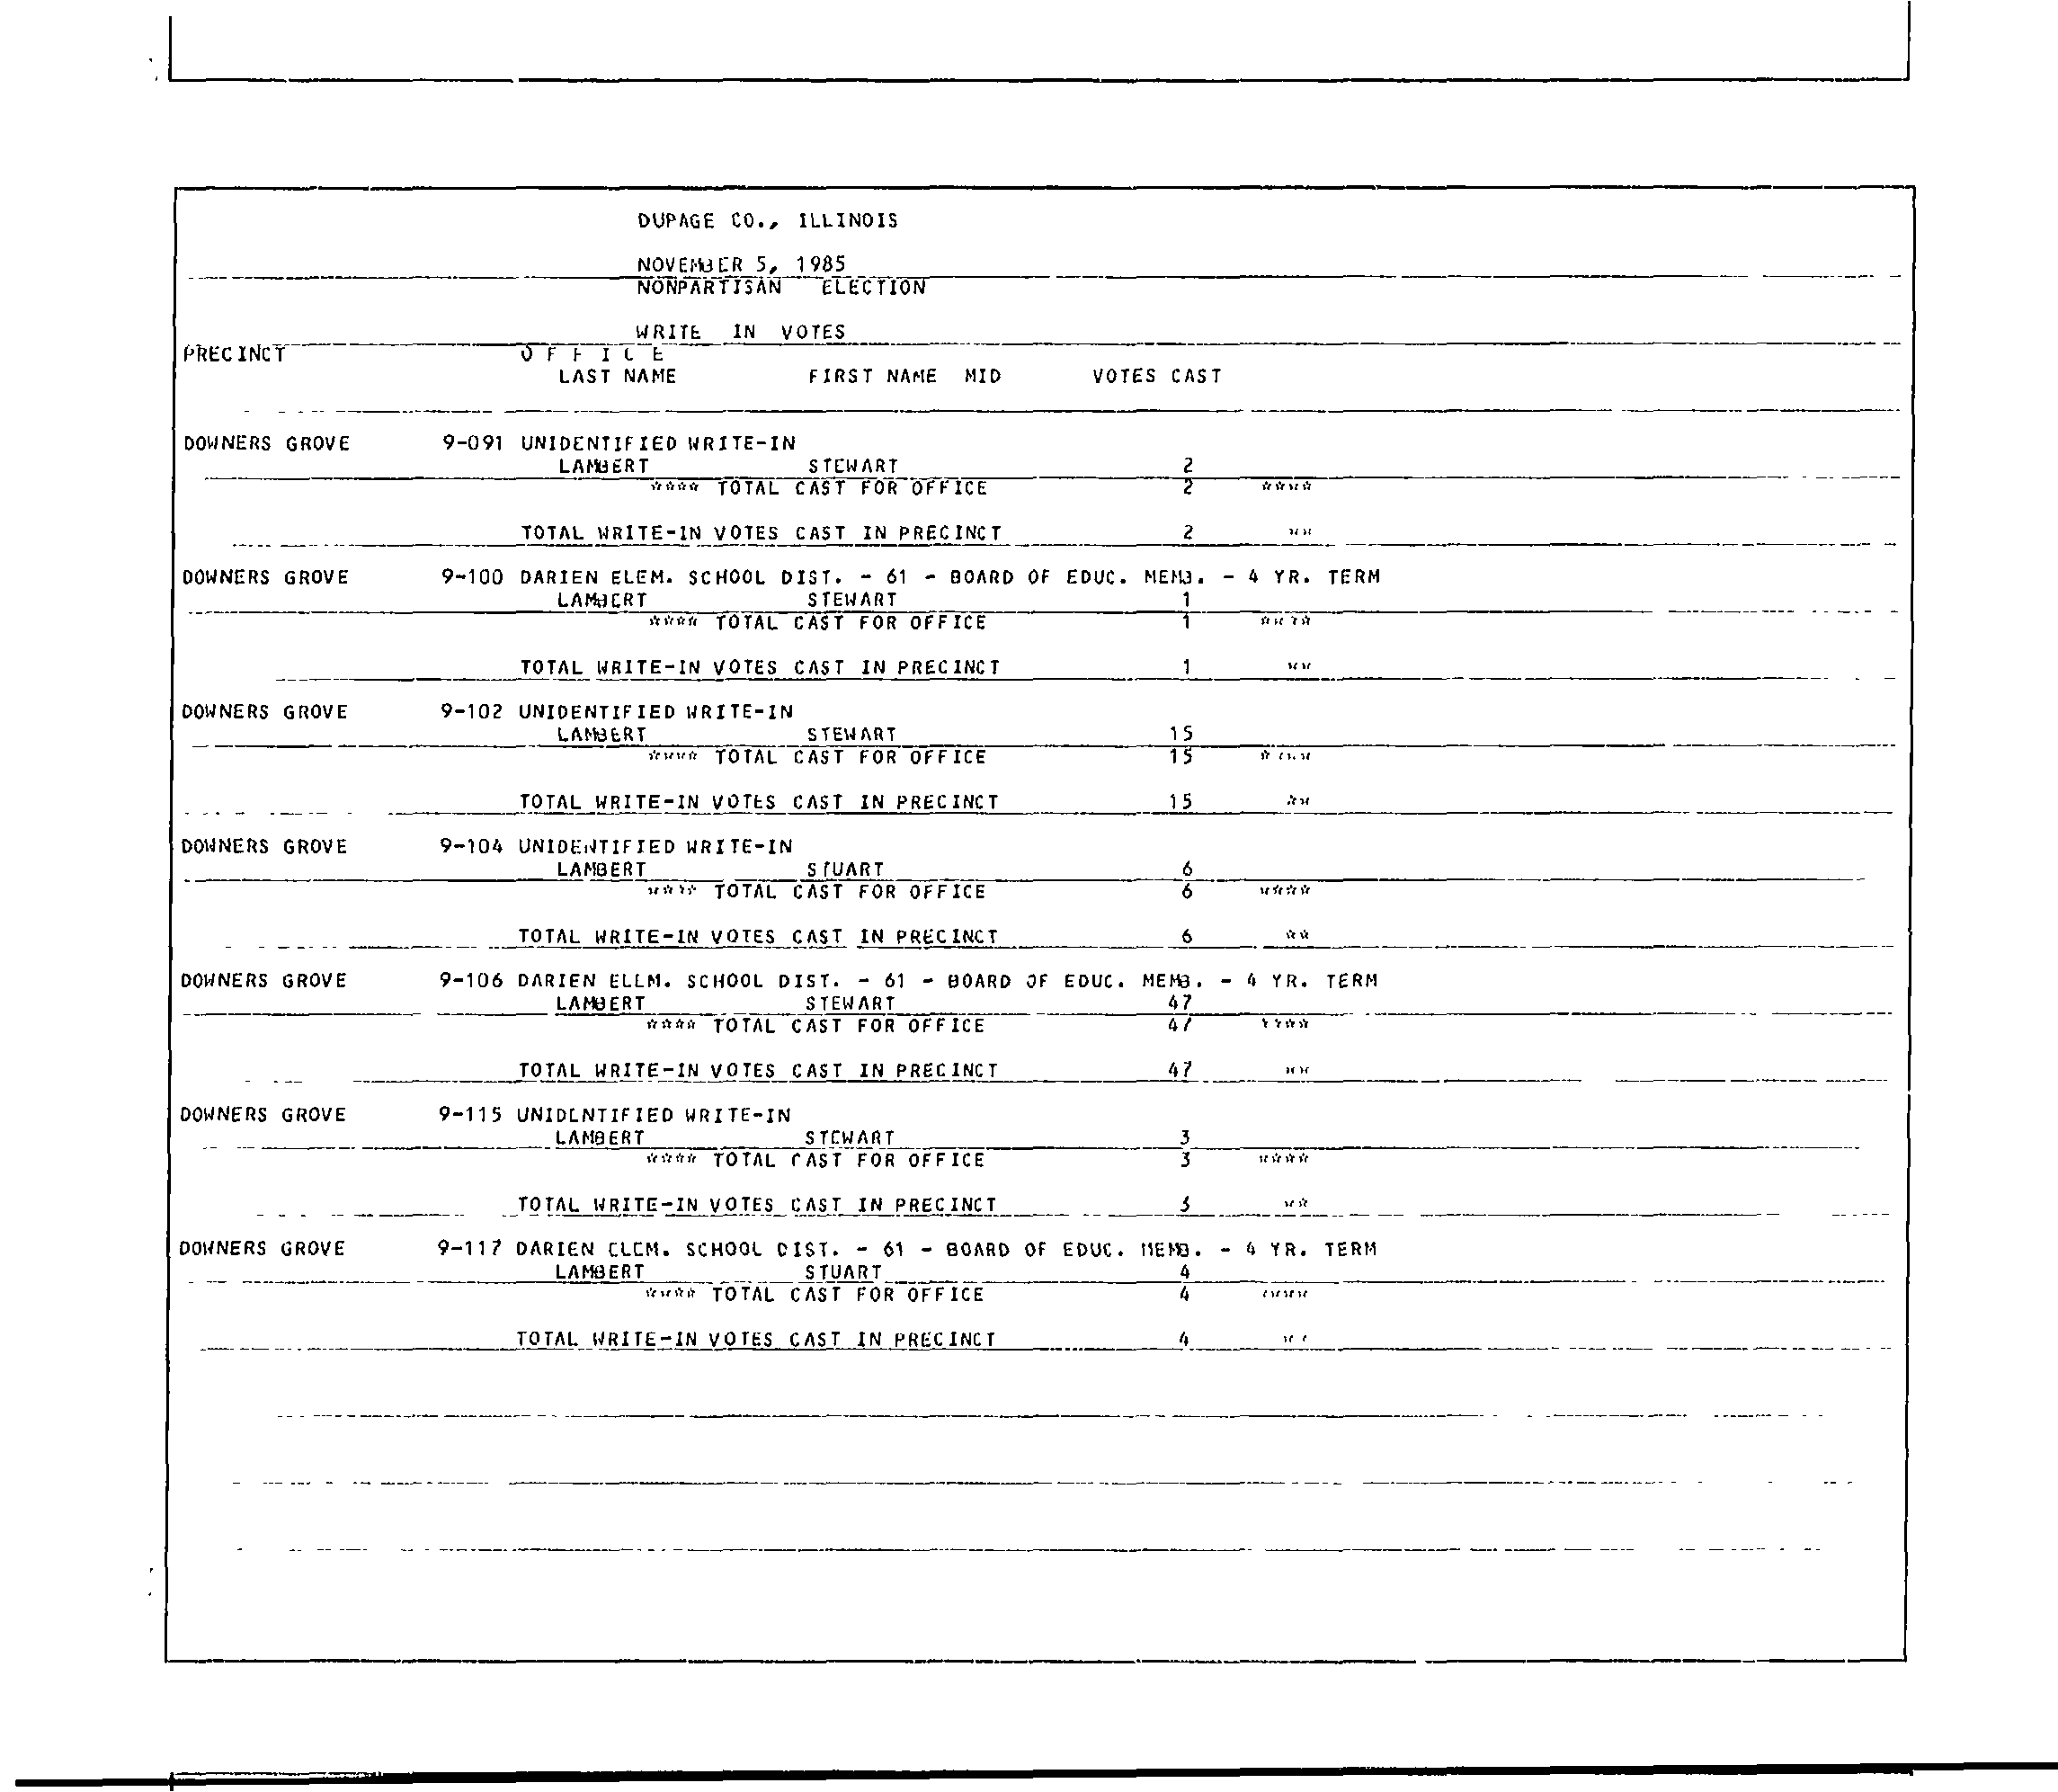 DUPAGE CO., ILLINOIS
NOVEMBER 5, 1985
NONPARTISAN ELECTION
WRITE IN VOTES
PRECINCT O F F I C E
LAST NAME FIRST NAME MID VOTES CAST
DOWNERS GROVE 9-091 UNIDENTIFIED WRITE-IN
LAMBERT STEWART 2
**** TOTAL CAST FOR OFFICE 2 ****
TOTAL WRITE-IN VOTES CAST IN PRECINCT 2 **
DOWNERS GROVE 9-100 DARIEN ELEM. SCHOOL DIST. - 61 - BOARD OF EDUC. MEMB. - 4 YR. TERM
LAMBERT STEWART 1
**** TOTAL CAST FOR OFFICE 1 ****
TOTAL WRITE-IN VOTES CAST IN PRECINCT 1 **
DOWNERS GROVE 9-102 UNIDENTIFIED WRITE-IN
LAMBERT STEWART 15
**** TOTAL CAST FOR OFFICE 15 ****
TOTAL WRITE-IN VOTES CAST IN PRECINCT 15 **
DOWNERS GROVE 9-104 UNIDENTIFIED WRITE-IN
LAMBERT STUART 6
**** TOTAL CAST FOR OFFICE 6 ****
TOTAL WRITE-IN VOTES CAST IN PRECINCT 6 **
DOWNERS GROVE 9-106 DARIEN ELEM. SCHOOL DIST. - 61 - BOARD OF EDUC. MEMB. - 4 YR. TERM
LAMBERT STEWART 47
**** TOTAL CAST FOR OFFICE 47 ****
TOTAL WRITE-IN VOTES CAST IN PRECINCT 47 **
DOWNERS GROVE 9-115 UNIDENTIFIED WRITE-IN
LAMBERT STEWART 3
**** TOTAL CAST FOR OFFICE 3 ****
TOTAL WRITE-IN VOTES CAST IN PRECINCT 3 **
DOWNERS GROVE 9-117 DARIEN ELEM. SCHOOL DIST. - 61 - BOARD OF EDUC. MEMB. - 4 YR. TERM
LAMBERT STUART 4
**** TOTAL CAST FOR OFFICE 4 ****
TOTAL WRITE-IN VOTES CAST IN PRECINCT 4 **